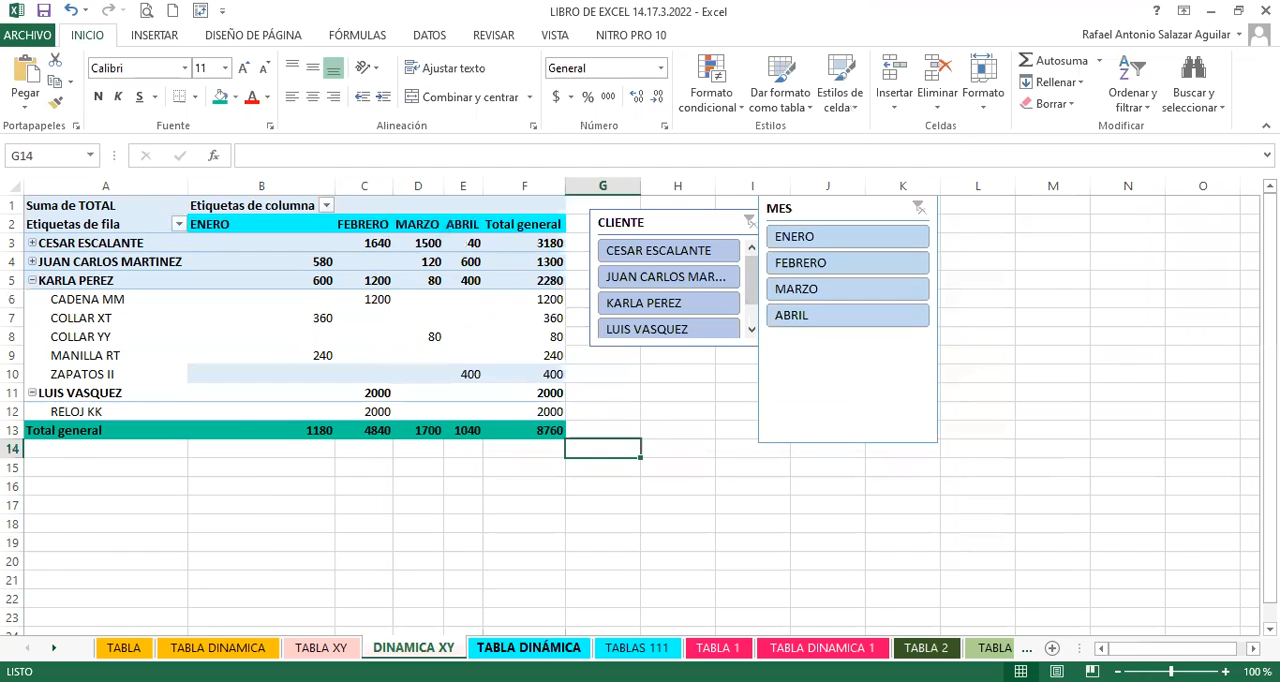 LIBRO DE EXCEL 14.17.3.2022 - Excel
?
ARCHIVO INICIO INSERTAR DISEÑO DE PÁGINA FÓRMULAS DATOS REVISAR VISTA NITRO PRO 10 Rafael Antonio Salazar Aguilar
Pegar
Calibri 11
N K S
Ajustar texto
Combinar y centrar
General
$ % 000
Formato condicional
Dar formato como tabla
Estilos de celda
Insertar Eliminar Formato
Autosuma
Rellenar
Borrar
Ordenar y filtrar
Buscar y seleccionar
Portapapeles Fuente Alineación Número Estilos Celdas Modificar
G14 fx
A B C D E F G H I J K L M N O
1 Suma de TOTAL Etiquetas de columna
2 Etiquetas de fila ENERO FEBRERO MARZO ABRIL Total general
3 CESAR ESCALANTE 1640 1500 40 3180
4 JUAN CARLOS MARTINEZ 580 120 600 1300
5 KARLA PEREZ 600 1200 80 400 2280
6 CADENA MM 1200 1200
7 COLLAR XT 360 360
8 COLLAR YY 80 80
9 MANILLA RT 240 240
10 ZAPATOS II 400 400
11 LUIS VASQUEZ 2000 2000
12 RELOJ KK 2000 2000
13 Total general 1180 4840 1700 1040 8760
14
15
16
17
18
19
20
21
22
23
CLIENTE
CESAR ESCALANTE
JUAN CARLOS MAR...
KARLA PEREZ
LUIS VASQUEZ
MES
ENERO
FEBRERO
MARZO
ABRIL
TABLA TABLA DINAMICA TABLA XY DINAMICA XY TABLA DINÁMICA TABLAS 111 TABLA 1 TABLA DINAMICA 1 TABLA 2 TABLA ...
LISTO 100 %